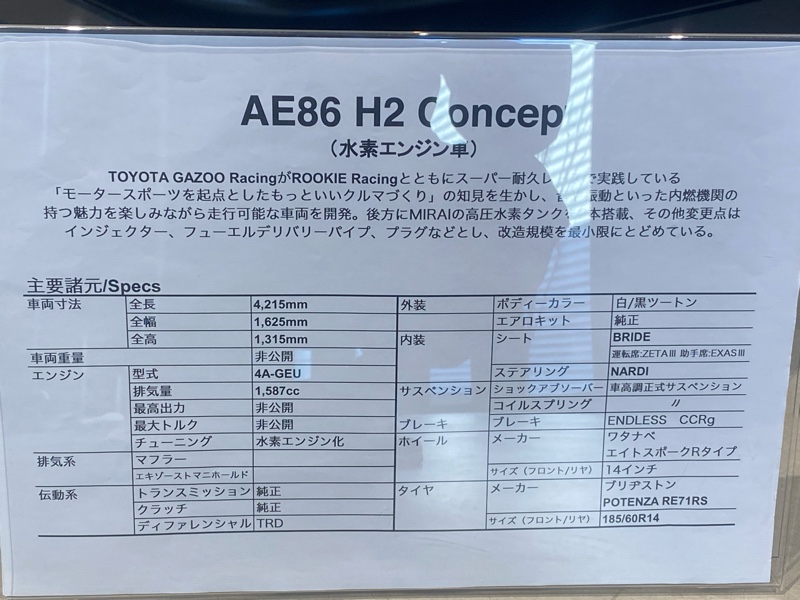 AE86 H2 Concept
（水素エンジン車）
TOYOTA GAZOO RacingがROOKIE Racingとともにスーパー耐久レ で実践している
「モータースポーツを起点としたもっといいクルマづくり」の知見を生かし、 振動といった内燃機関の
持つ魅力を楽しみながら走行可能な車両を開発。後方にMIRAIの高圧水素タンクを 本搭載、その他変更点は
インジェクター、フューエルデリバリーパイプ、プラグなどとし、改造規模を最小限にとどめている。
主要諸元/Specs
車両寸法 全長 4,215mm 外装 ボディーカラー 白/黒ツートン
全幅 1,625mm エアロキット 純正
全高 1,315mm 内装 シート BRIDE
車両重量 非公開 運転席:ZETAⅢ 助手席:EXASⅢ
エンジン 型式 4A-GEU ステアリング NARDI
排気量 1,587cc サスペンション ショックアブソーバー 車高調正式サスペンション
最高出力 非公開 コイルスプリング 〃
最大トルク 非公開 ブレーキ ブレーキ ENDLESS CCRg
チューニング 水素エンジン化 ホイール メーカー ワタナベ
エイトスポークRタイプ
排気系 マフラー
エキゾーストマニホールド サイズ（フロント/リヤ） 14インチ
伝動系 トランスミッション 純正 タイヤ メーカー ブリヂストン
クラッチ 純正 POTENZA RE71RS
ディファレンシャル TRD サイズ（フロント/リヤ） 185/60R14